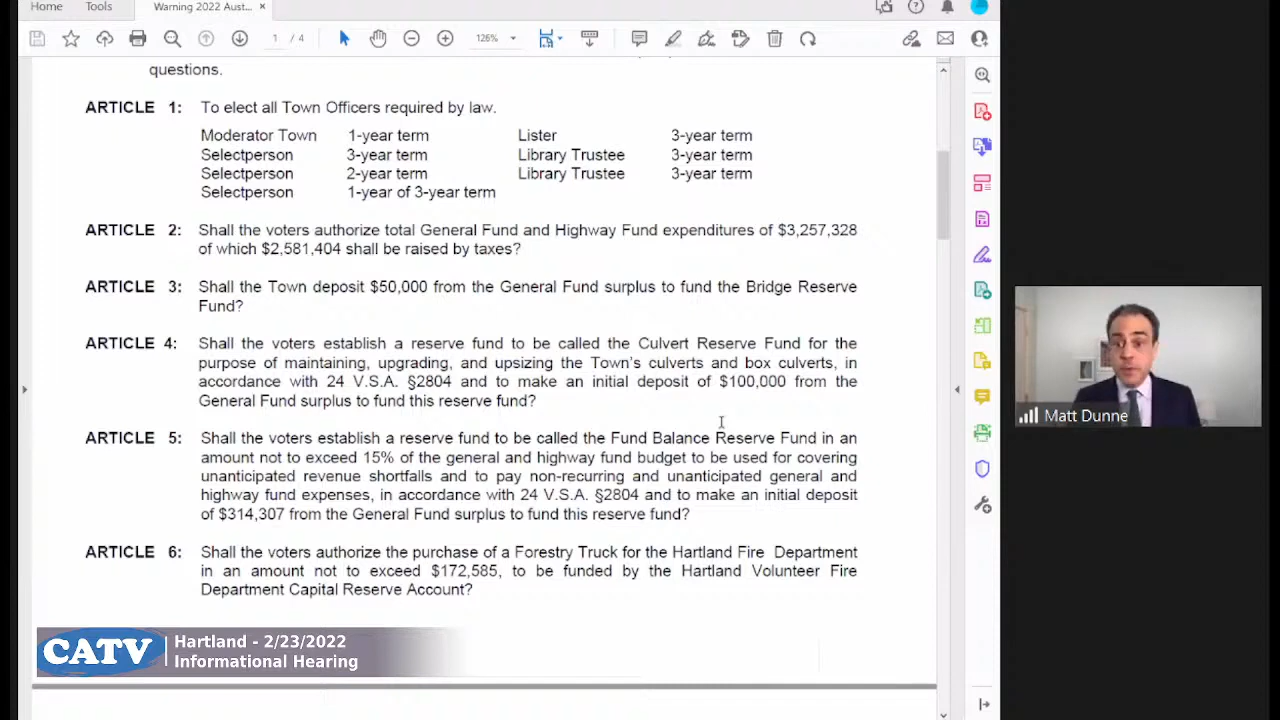 Home Tools Warning 2022 Aust... ×
1 / 4 126%
questions.
ARTICLE 1: To elect all Town Officers required by law.
Moderator Town 1-year term Lister 3-year term
Selectperson 3-year term Library Trustee 3-year term
Selectperson 2-year term Library Trustee 3-year term
Selectperson 1-year of 3-year term
ARTICLE 2: Shall the voters authorize total General Fund and Highway Fund expenditures of $3,257,328
of which $2,581,404 shall be raised by taxes?
ARTICLE 3: Shall the Town deposit $50,000 from the General Fund surplus to fund the Bridge Reserve
Fund?
ARTICLE 4: Shall the voters establish a reserve fund to be called the Culvert Reserve Fund for the
purpose of maintaining, upgrading, and upsizing the Town's culverts and box culverts, in
accordance with 24 V.S.A. §2804 and to make an initial deposit of $100,000 from the
General Fund surplus to fund this reserve fund?
ARTICLE 5: Shall the voters establish a reserve fund to be called the Fund Balance Reserve Fund in an
amount not to exceed 15% of the general and highway fund budget to be used for covering
unanticipated revenue shortfalls and to pay non-recurring and unanticipated general and
highway fund expenses, in accordance with 24 V.S.A. §2804 and to make an initial deposit
of $314,307 from the General Fund surplus to fund this reserve fund?
ARTICLE 6: Shall the voters authorize the purchase of a Forestry Truck for the Hartland Fire Department
in an amount not to exceed $172,585, to be funded by the Hartland Volunteer Fire
Department Capital Reserve Account?
Matt Dunne
CATV
Hartland - 2/23/2022
Informational Hearing